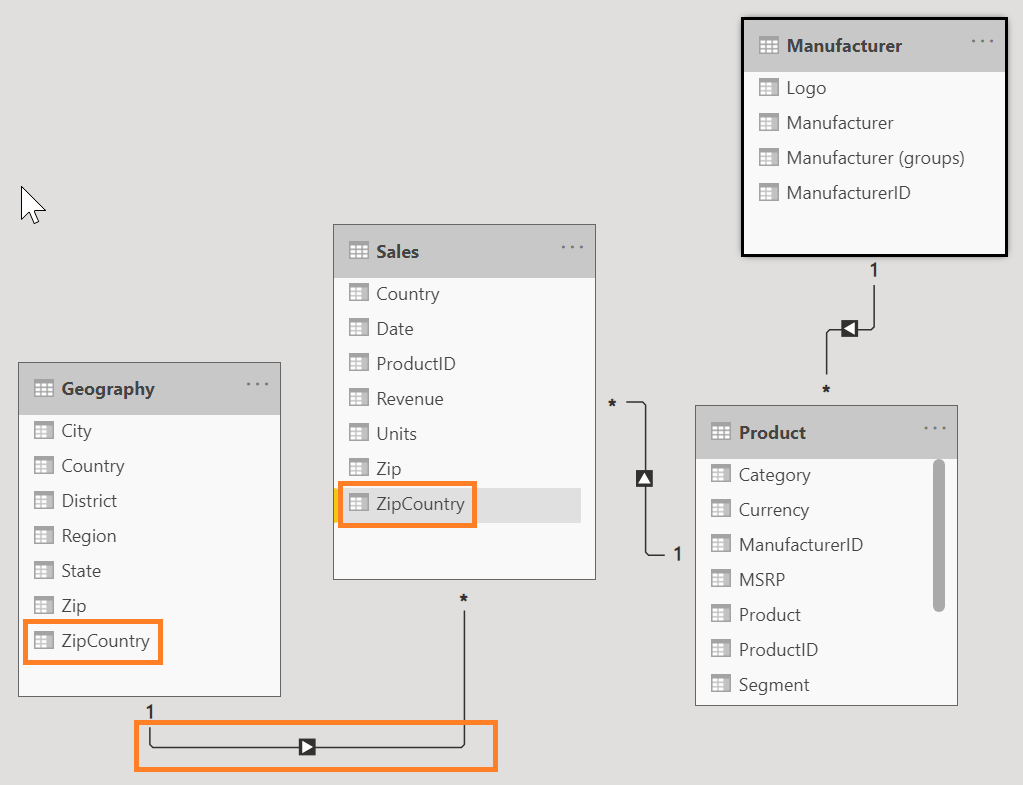 Manufacturer
Logo
Manufacturer
Manufacturer (groups)
ManufacturerID
1
*
Sales
Country
Date
ProductID
Revenue
Units
Zip
ZipCountry
*
Geography
City
Country
District
Region
State
Zip
ZipCountry
1
*
1
Product
Category
Currency
ManufacturerID
MSRP
Product
ProductID
Segment